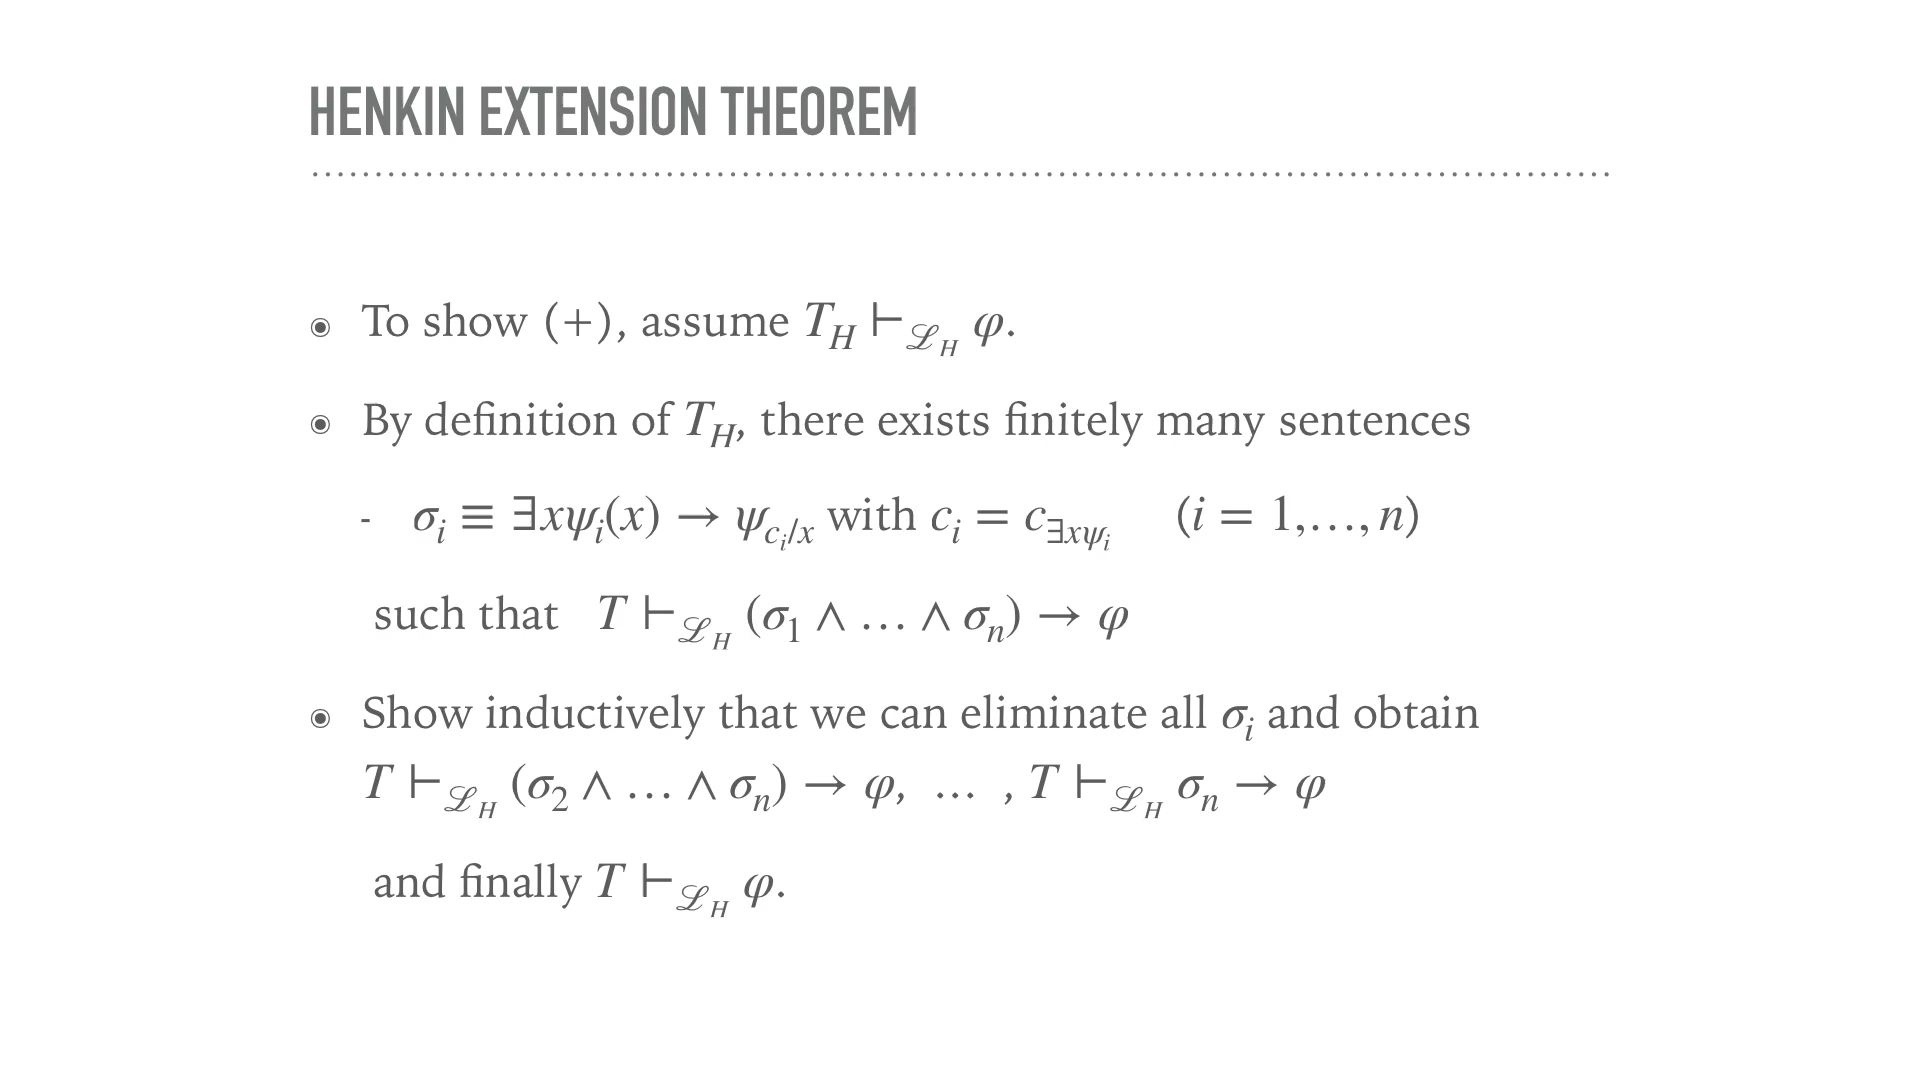 HENKIN EXTENSION THEOREM
◉ To show (+), assume T_H ⊢_{ℒ_H} φ.
◉ By definition of T_H, there exists finitely many sentences
- σ_i ≡ ∃xψ_i(x) → ψ_{c_i/x} with c_i = c_{∃xψ_i} (i = 1,…, n)
such that T ⊢_{ℒ_H} (σ_1 ∧ … ∧ σ_n) → φ
◉ Show inductively that we can eliminate all σ_i and obtain
T ⊢_{ℒ_H} (σ_2 ∧ … ∧ σ_n) → φ, … , T ⊢_{ℒ_H} σ_n → φ
and finally T ⊢_{ℒ_H} φ.